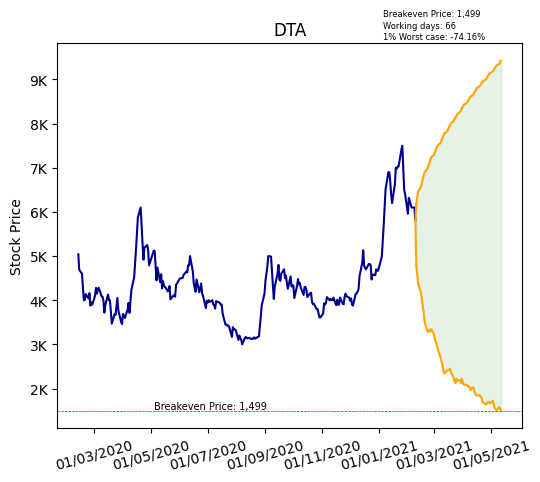 Breakeven Price: 1,499
Working days: 66
1% Worst case: -74.16%
DTA
Stock Price
9K
8K
7K
6K
5K
4K
3K
2K
Breakeven Price: 1,499
01/03/2020
01/05/2020
01/07/2020
01/09/2020
01/11/2020
01/01/2021
01/03/2021
01/05/2021